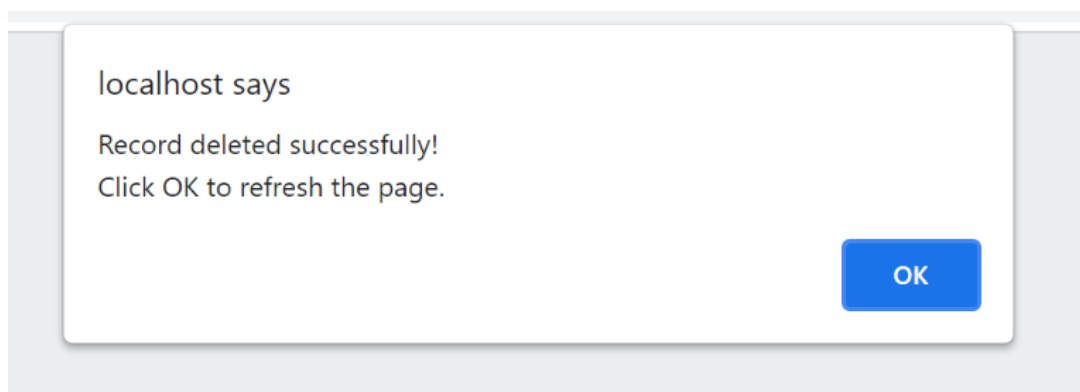 localhost says
Record deleted successfully!
Click OK to refresh the page.
OK